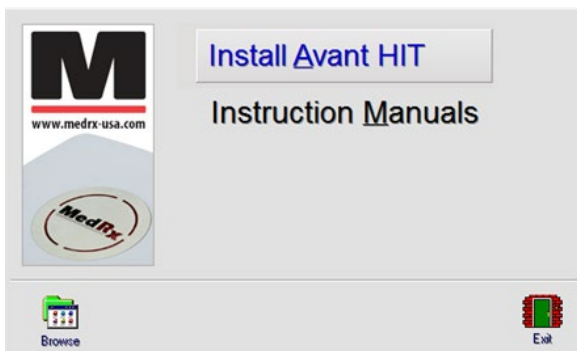 M
www.medrx-usa.com
MedRx
Install Avant HIT
Instruction Manuals
Browse
Exit